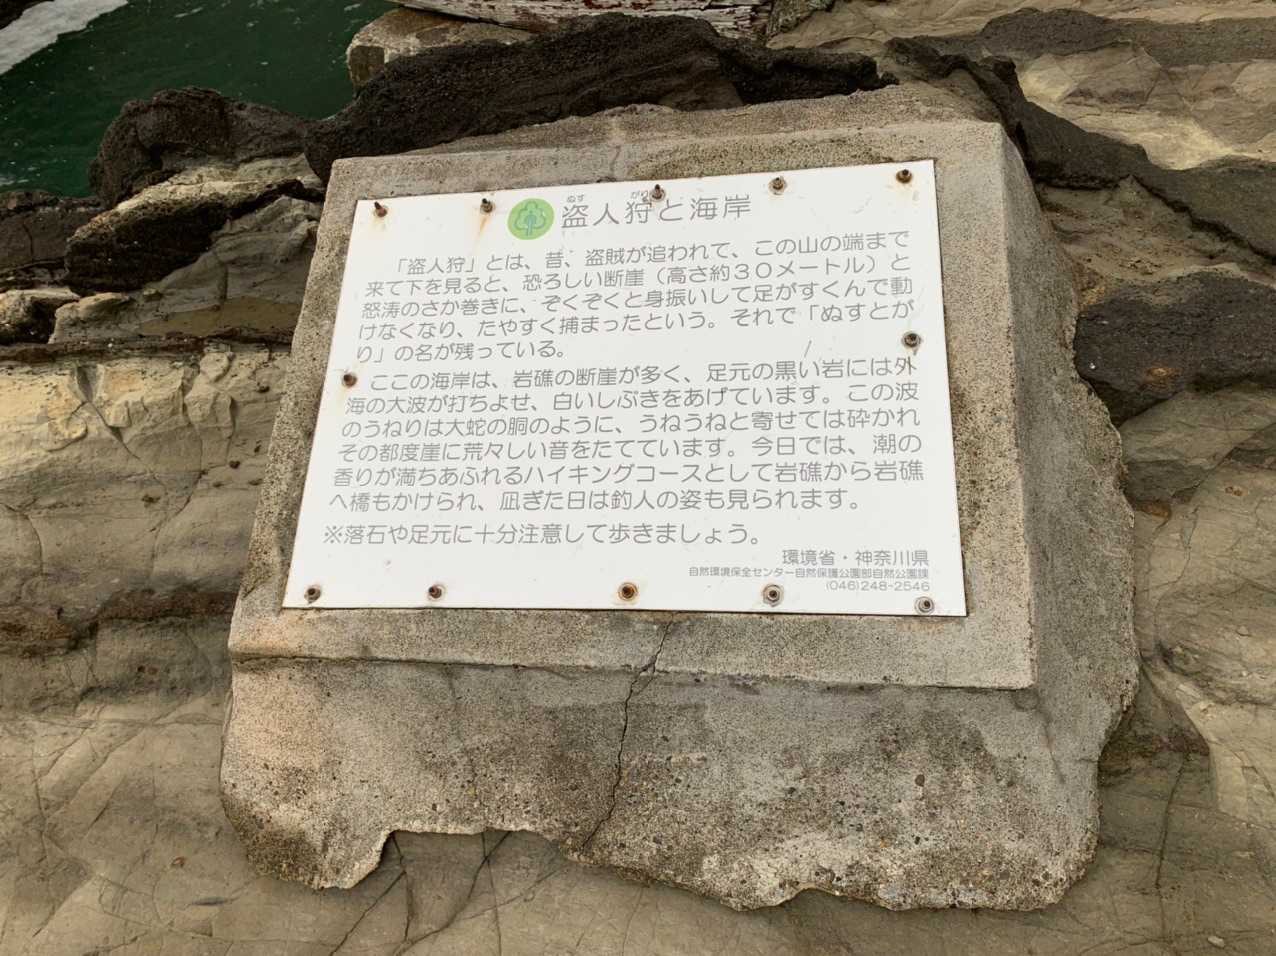 盗人狩と海岸
「盗人狩」とは、昔、盗賊が追われて、この山の端まで
来て下を見ると、恐ろしい断崖（高さ約30メートル）と
怒涛のさか巻きに、ぞくぞくと身振いして足がすくんで動
けなくなり、たやすく捕まったという。それで「ぬすとが
り」の名が残っている。
ここの海岸は、岩礁の断崖が多く、足元の黒い岩には外
海の大波が打ちよせ、白いしぶきをあげています。この波
のうねりは大蛇の胴のように、うねうねと寄せては砕かれ
その都度崖に荒々しい音をたてています。今日では、潮の
香りが満ちあふれるハイキングコースとして岩礁から岩礁
へ橋もかけられ、凪ぎた日は釣人の姿も見られます。
※落石や足元に十分注意して歩きましょう。
環境省・神奈川県
自然環境保全センター自然保護公園部自然公園課
(046)248-2546